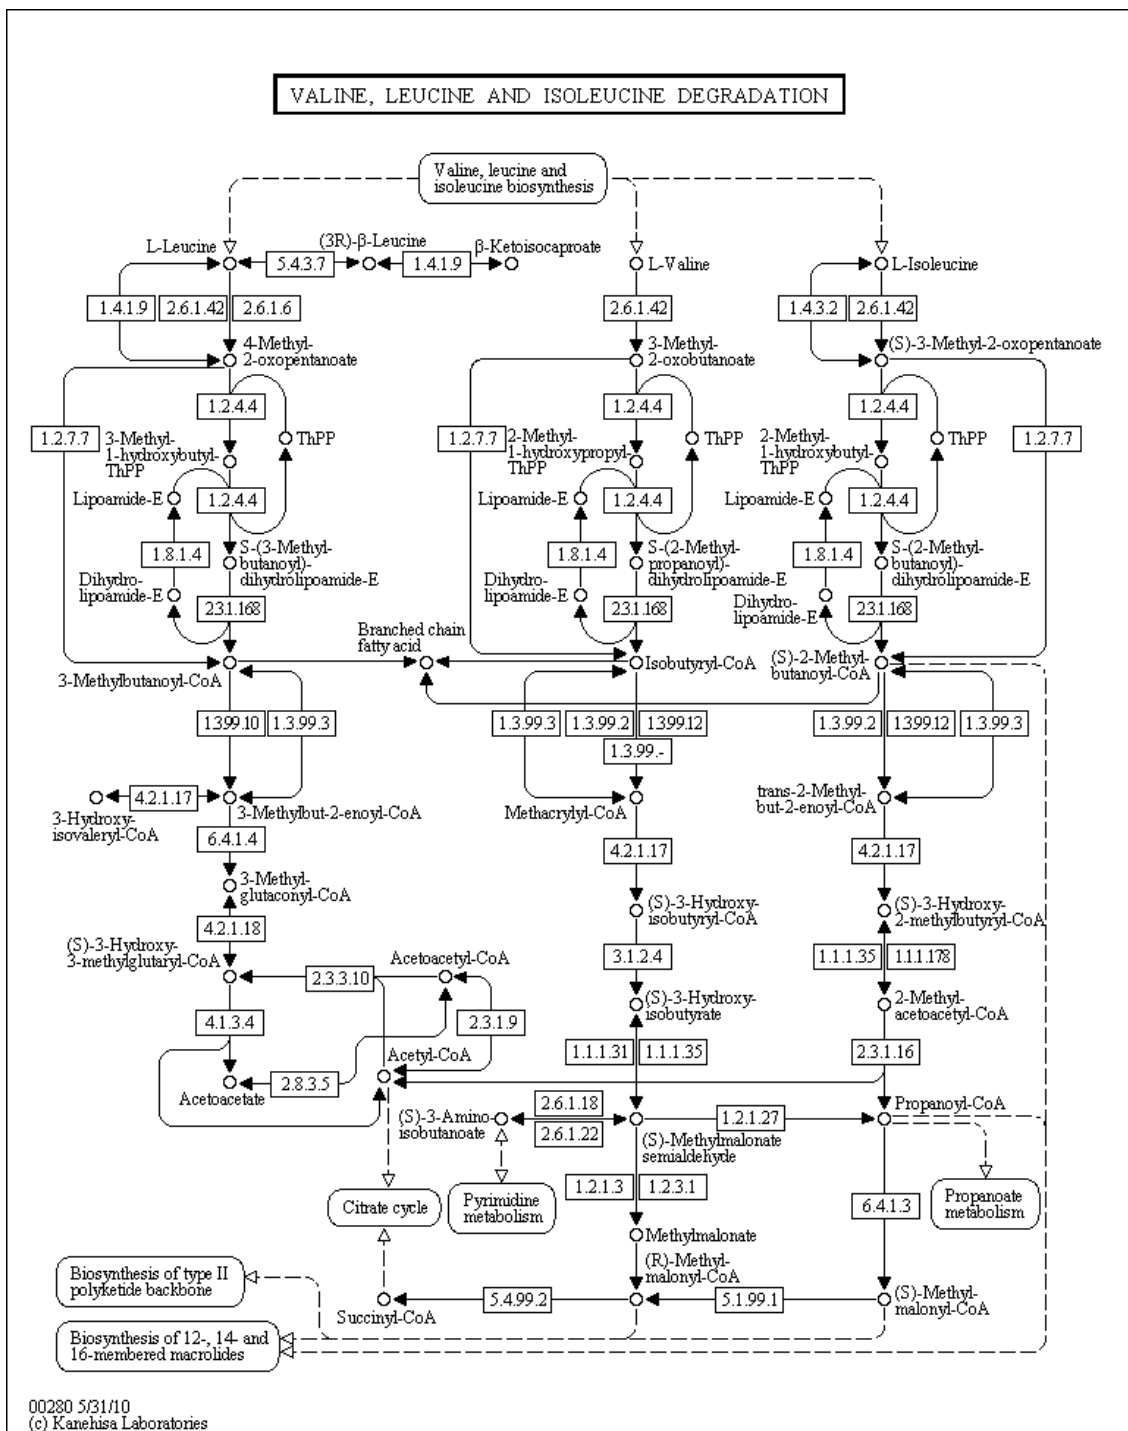 VALINE, LEUCINE AND ISOLEUCINE DEGRADATION
Valine, leucine and
isoleucine biosynthesis
L-Leucine
5.4.3.7
(3R)-β-Leucine
1.4.1.9
β-Ketoisocaproate
L-Valine
L-Isoleucine
1.4.1.9
2.6.1.42
2.6.1.6
2.6.1.42
1.4.3.2
2.6.1.42
4-Methyl-
2-oxopentanoate
3-Methyl-
2-oxobutanoate
(S)-3-Methyl-2-oxopentanoate
1.2.4.4
1.2.4.4
1.2.4.4
1.2.7.7
3-Methyl-
1-hydroxybutyl-
ThPP
ThPP
1.2.7.7
2-Methyl-
1-hydroxypropyl-
ThPP
ThPP
2-Methyl-
1-hydroxybutyl-
ThPP
ThPP
1.2.7.7
Lipoamide-E
1.2.4.4
Lipoamide-E
1.2.4.4
Lipoamide-E
1.2.4.4
1.8.1.4
S-(3-Methyl-
butanoyl)-
dihydrolipoamide-E
1.8.1.4
S-(2-Methyl-
propanoyl)-
dihydrolipoamide-E
1.8.1.4
S-(2-Methyl-
butanoyl)-
dihydrolipoamide-E
Dihydro-
lipoamide-E
2.3.1.168
Dihydro-
lipoamide-E
2.3.1.168
Dihydro-
lipoamide-E
2.3.1.168
3-Methylbutanoyl-CoA
Branched chain
fatty acid
Isobutyryl-CoA
(S)-2-Methyl-
butanoyl-CoA
1.3.99.10
1.3.99.3
1.3.99.3
1.3.99.2
1.3.99.12
1.3.99.-
1.3.99.2
1.3.99.12
1.3.99.3
3-Hydroxy-
isovaleryl-CoA
4.2.1.17
3-Methylbut-2-enoyl-CoA
Methacrylyl-CoA
trans-2-Methyl-
but-2-enoyl-CoA
6.4.1.4
4.2.1.17
4.2.1.17
3-Methyl-
glutaconyl-CoA
(S)-3-Hydroxy-
isobutyryl-CoA
(S)-3-Hydroxy-
2-methylbutyryl-CoA
4.2.1.18
(S)-3-Hydroxy-
3-methylglutaryl-CoA
2.3.3.10
Acetoacetyl-CoA
3.1.2.4
1.1.1.35
1.1.1.178
(S)-3-Hydroxy-
isobutyrate
2-Methyl-
acetoacetyl-CoA
4.1.3.4
2.3.1.9
1.1.1.31
1.1.1.35
2.3.1.16
Acetoacetate
2.8.3.5
Acetyl-CoA
(S)-3-Amino-
isobutanoate
2.6.1.18
2.6.1.22
(S)-Methylmalonate
semialdehyde
1.2.1.27
Propanoyl-CoA
Citrate cycle
Pyrimidine
metabolism
1.2.1.3
1.2.3.1
6.4.1.3
Propanoate
metabolism
Methylmalonate
Biosynthesis of type II
polyketide backbone
Succinyl-CoA
5.4.99.2
(R)-Methyl-
malonyl-CoA
5.1.99.1
(S)-Methyl-
malonyl-CoA
Biosynthesis of 12-, 14- and
16-membered macrolides
00280 5/31/10
(c) Kanehisa Laboratories